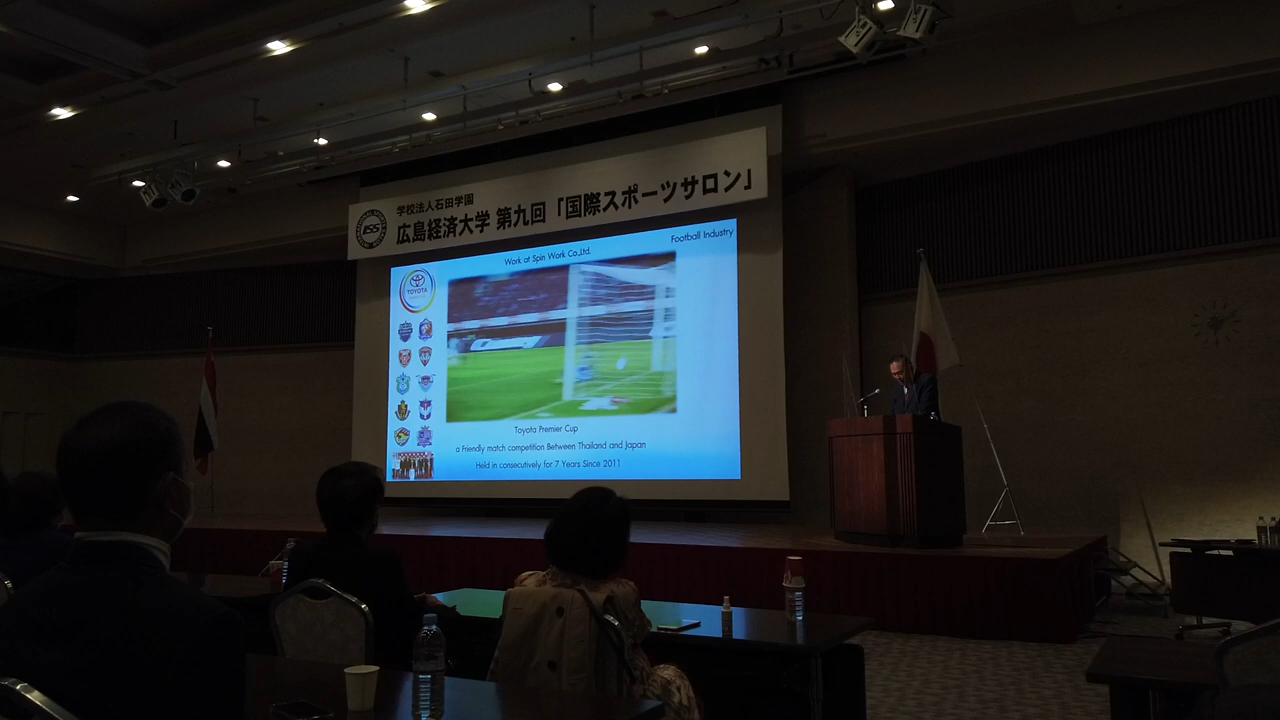 学校法人石田学園
広島経済大学 第九回「国際スポーツサロン」
ISS
Work at Spin Work Co.,Ltd.
Football Industry
TOYOTA
Toyota Premier Cup
a Friendly match competition Between Thailand and Japan
Held in consecutively for 7 Years Since 2011